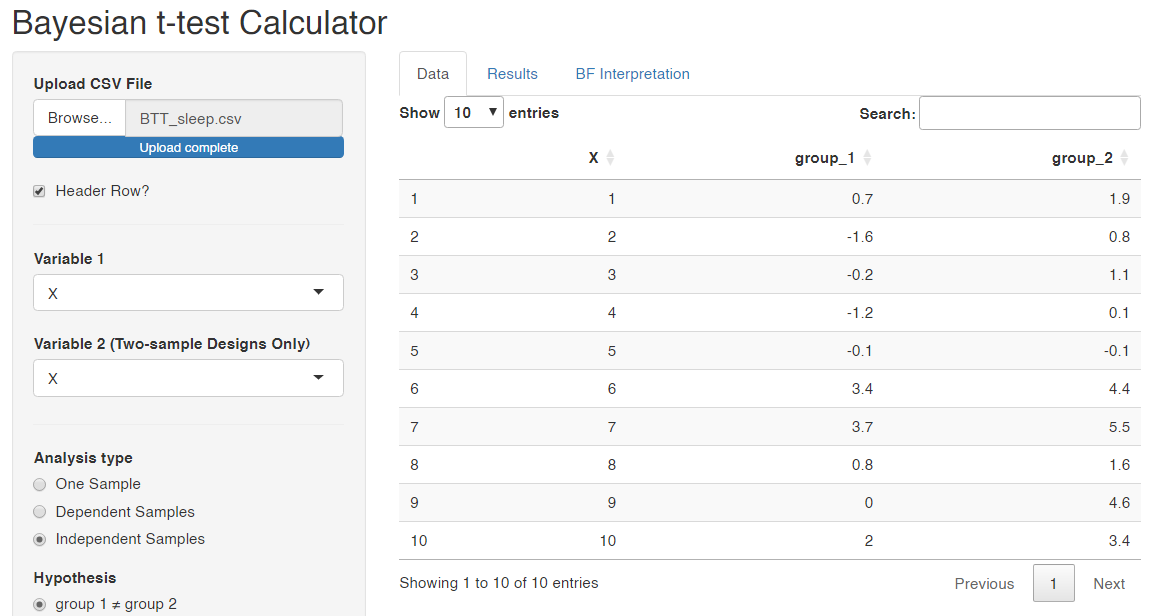 Bayesian t-test Calculator
Upload CSV File
Browse... BTT_sleep.csv
Upload complete
Header Row?
Variable 1
X
Variable 2 (Two-sample Designs Only)
X
Analysis type
One Sample
Dependent Samples
Independent Samples
Hypothesis
group 1 ≠ group 2
Data Results BF Interpretation
Show 10 entries Search:
X group_1 group_2
1 1 0.7 1.9
2 2 -1.6 0.8
3 3 -0.2 1.1
4 4 -1.2 0.1
5 5 -0.1 -0.1
6 6 3.4 4.4
7 7 3.7 5.5
8 8 0.8 1.6
9 9 0 4.6
10 10 2 3.4
Showing 1 to 10 of 10 entries Previous 1 Next